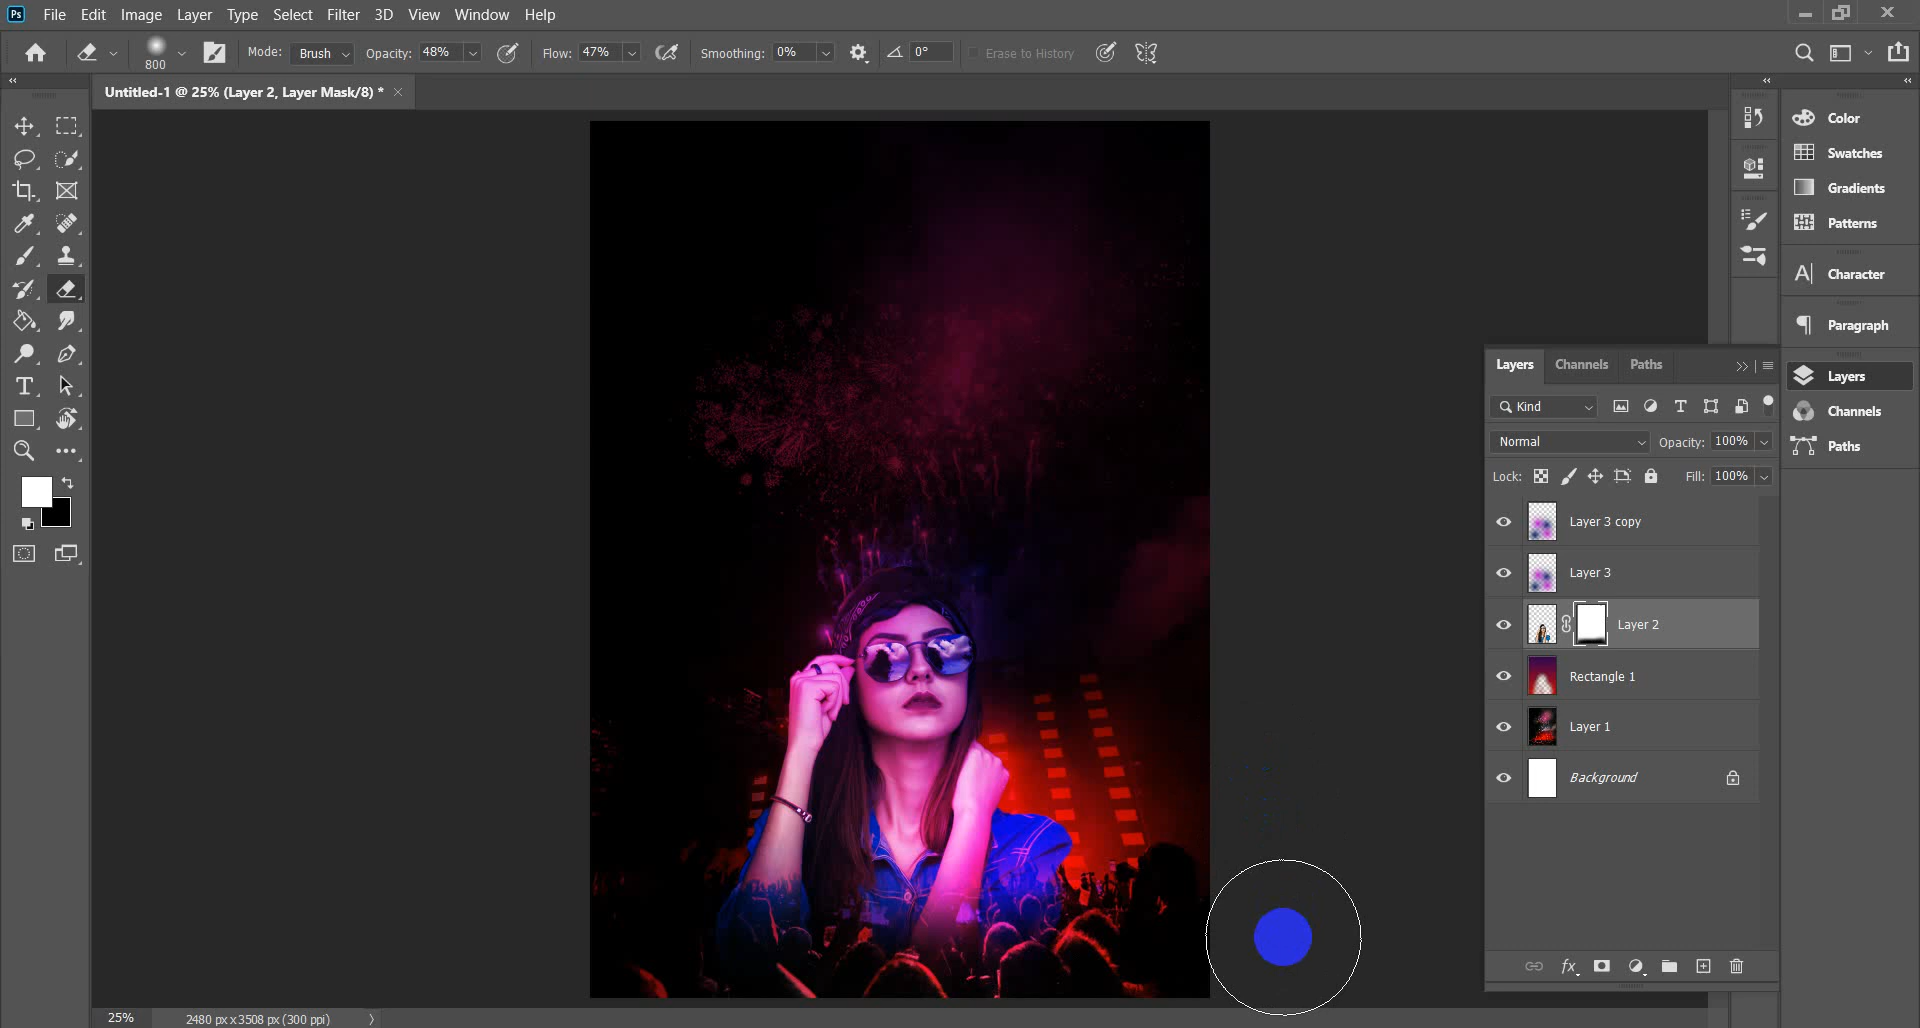 Ps File Edit Image Layer Type Select Filter 3D View Window Help
800 Mode: Brush Opacity: 48% Flow: 47% Smoothing: 0% 0° Erase to History
Untitled-1 @ 25% (Layer 2, Layer Mask/8) *
Color
Swatches
Gradients
Patterns
Character
Paragraph
Layers
Channels
Paths
Layers Channels Paths
Kind
Normal Opacity: 100%
Lock: Fill: 100%
Layer 3 copy
Layer 3
Layer 2
Rectangle 1
Layer 1
Background
fx
25% 2480 px x 3508 px (300 ppi)